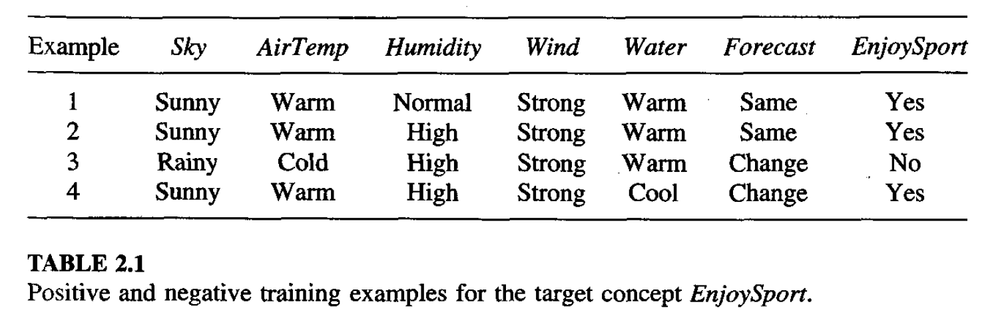 Example Sky AirTemp Humidity Wind Water Forecast EnjoySport
1 Sunny Warm Normal Strong Warm Same Yes
2 Sunny Warm High Strong Warm Same Yes
3 Rainy Cold High Strong Warm Change No
4 Sunny Warm High Strong Cool Change Yes
TABLE 2.1
Positive and negative training examples for the target concept EnjoySport.